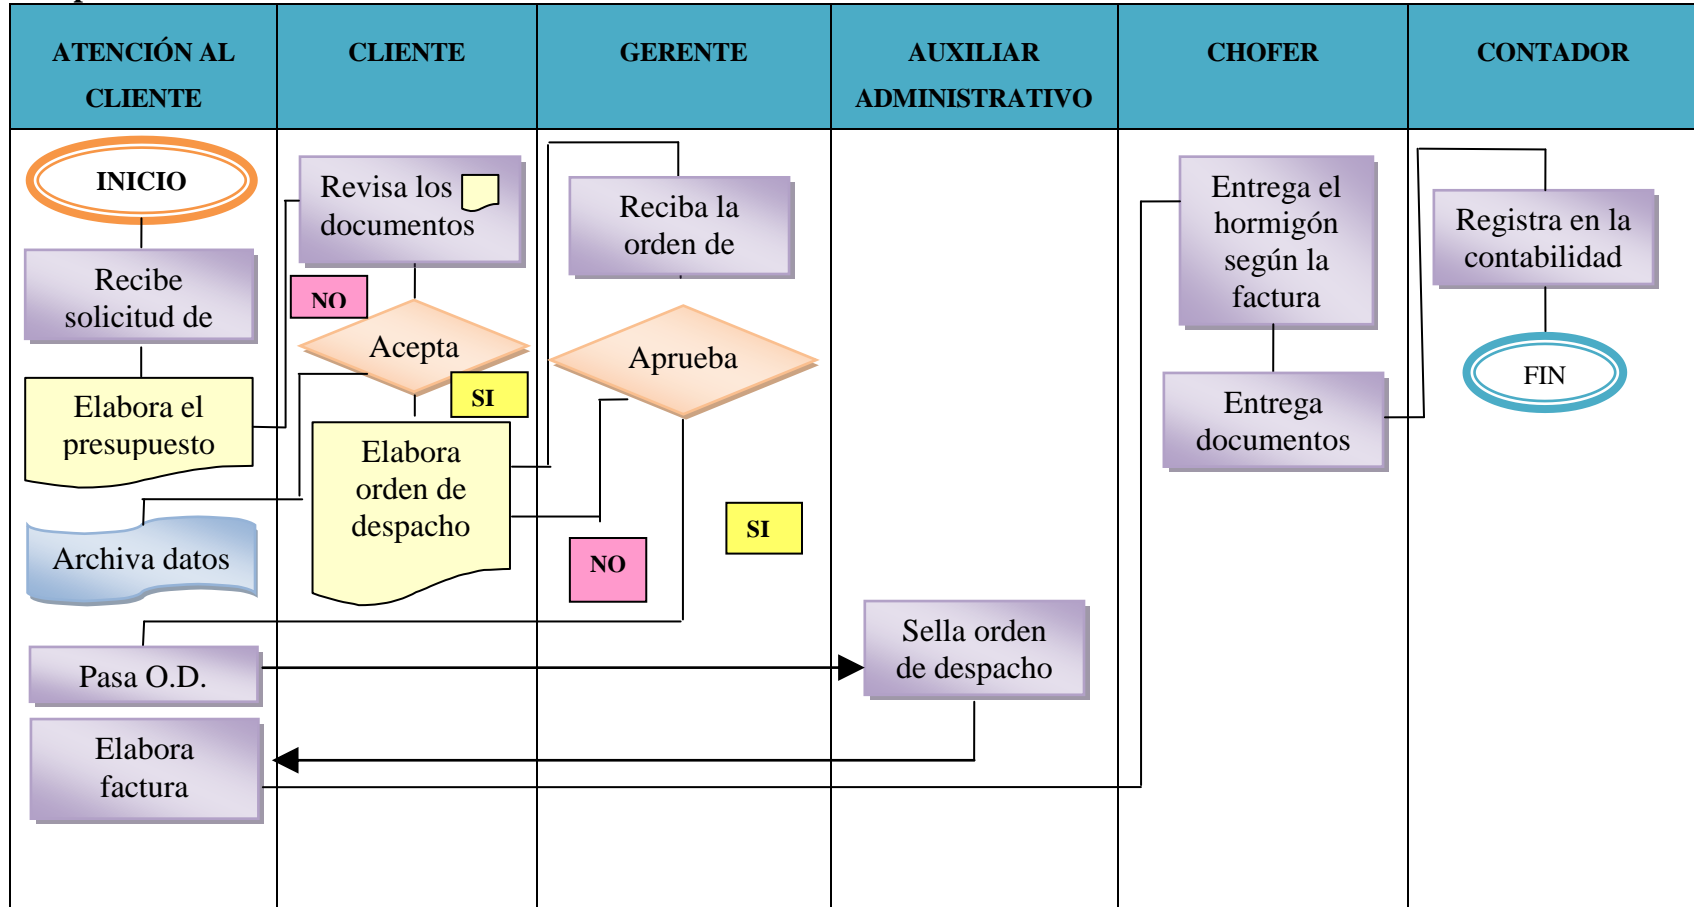 ATENCIÓN AL
CLIENTE
CLIENTE
GERENTE
AUXILIAR
ADMINISTRATIVO
CHOFER
CONTADOR
INICIO
Recibe
solicitud de
Elabora el
presupuesto
Archiva datos
Pasa O.D.
Elabora
factura
Revisa los
documentos
NO
Acepta
SI
Elabora
orden de
despacho
Reciba la
orden de
Aprueba
SI
NO
Sella orden
de despacho
Entrega el
hormigón
según la
factura
Entrega
documentos
Registra en la
contabilidad
FIN